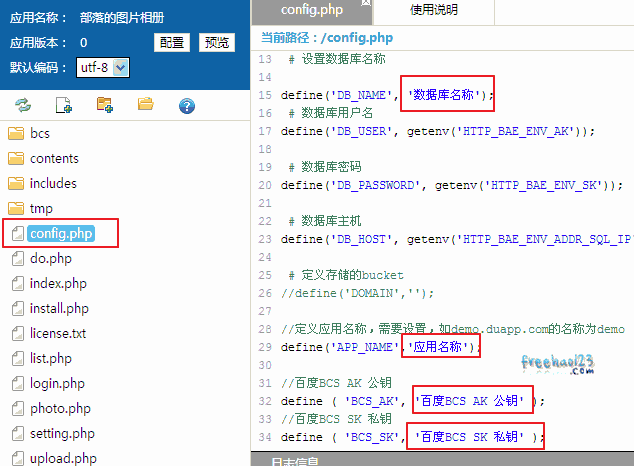 应用名称： 部落的图片相册
应用版本： 0 配置 预览
默认编码： utf-8
bcs
contents
includes
tmp
config.php
do.php
index.php
install.php
license.txt
list.php
login.php
photo.php
setting.php
upload.php
config.php 使用说明
当前路径：/config.php
13 # 设置数据库名称
14
15 define('DB_NAME', '数据库名称');
16 # 数据库用户名
17 define('DB_USER', getenv('HTTP_BAE_ENV_AK'));
18
19 # 数据库密码
20 define('DB_PASSWORD', getenv('HTTP_BAE_ENV_SK'));
21
22 # 数据库主机
23 define('DB_HOST', getenv('HTTP_BAE_ENV_ADDR_SQL_IP'
24
25 # 定义存储的bucket
26 //define('DOMAIN','');
27
28 //定义应用名称，需要设置，如demo.duapp.com的名称为demo
29 define('APP_NAME','应用名称');
30
31 //百度BCS AK 公钥
32 define ( 'BCS_AK', '百度BCS AK 公钥' );
33 //百度BCS SK 私钥
34 define ( 'BCS_SK', '百度BCS SK 私钥' );
freehao123
.com
日志信息